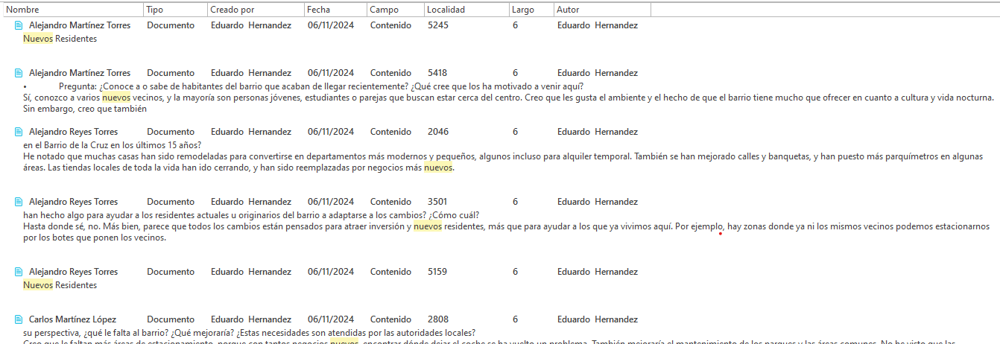 Nombre Tipo Creado por Fecha Campo Localidad Largo Autor
Alejandro Martínez Torres Documento Eduardo Hernandez 06/11/2024 Contenido 5245 6 Eduardo Hernandez
Nuevos Residentes
Alejandro Martínez Torres Documento Eduardo Hernandez 06/11/2024 Contenido 5418 6 Eduardo Hernandez
• Pregunta: ¿Conoce a o sabe de habitantes del barrio que acaban de llegar recientemente? ¿Qué cree que los ha motivado a venir aquí?
Sí, conozco a varios nuevos vecinos, y la mayoría son personas jóvenes, estudiantes o parejas que buscan estar cerca del centro. Creo que les gusta el ambiente y el hecho de que el barrio tiene mucho que ofrecer en cuanto a cultura y vida nocturna.
Sin embargo, creo que también
Alejandro Reyes Torres Documento Eduardo Hernandez 06/11/2024 Contenido 2046 6 Eduardo Hernandez
en el Barrio de la Cruz en los últimos 15 años?
He notado que muchas casas han sido remodeladas para convertirse en departamentos más modernos y pequeños, algunos incluso para alquiler temporal. También se han mejorado calles y banquetas, y han puesto más parquímetros en algunas
áreas. Las tiendas locales de toda la vida han ido cerrando, y han sido reemplazadas por negocios más nuevos.
Alejandro Reyes Torres Documento Eduardo Hernandez 06/11/2024 Contenido 3501 6 Eduardo Hernandez
han hecho algo para ayudar a los residentes actuales u originarios del barrio a adaptarse a los cambios? ¿Cómo cuál?
Hasta donde sé, no. Más bien, parece que todos los cambios están pensados para atraer inversión y nuevos residentes, más que para ayudar a los que ya vivimos aquí. Por ejemplo, hay zonas donde ya ni los mismos vecinos podemos estacionarnos
por los botes que ponen los vecinos.
Alejandro Reyes Torres Documento Eduardo Hernandez 06/11/2024 Contenido 5159 6 Eduardo Hernandez
Nuevos Residentes
Carlos Martínez López Documento Eduardo Hernandez 06/11/2024 Contenido 2808 6 Eduardo Hernandez
su perspectiva, ¿qué le falta al barrio? ¿Qué mejoraría? ¿Estas necesidades son atendidas por las autoridades locales?
Creo que le faltan más áreas de estacionamiento, porque con tantos negocios nuevos, encontrar dónde dejar el coche se ha vuelto un problema. También mejoraría el mantenimiento de los parques y las áreas comunes. No he visto que las